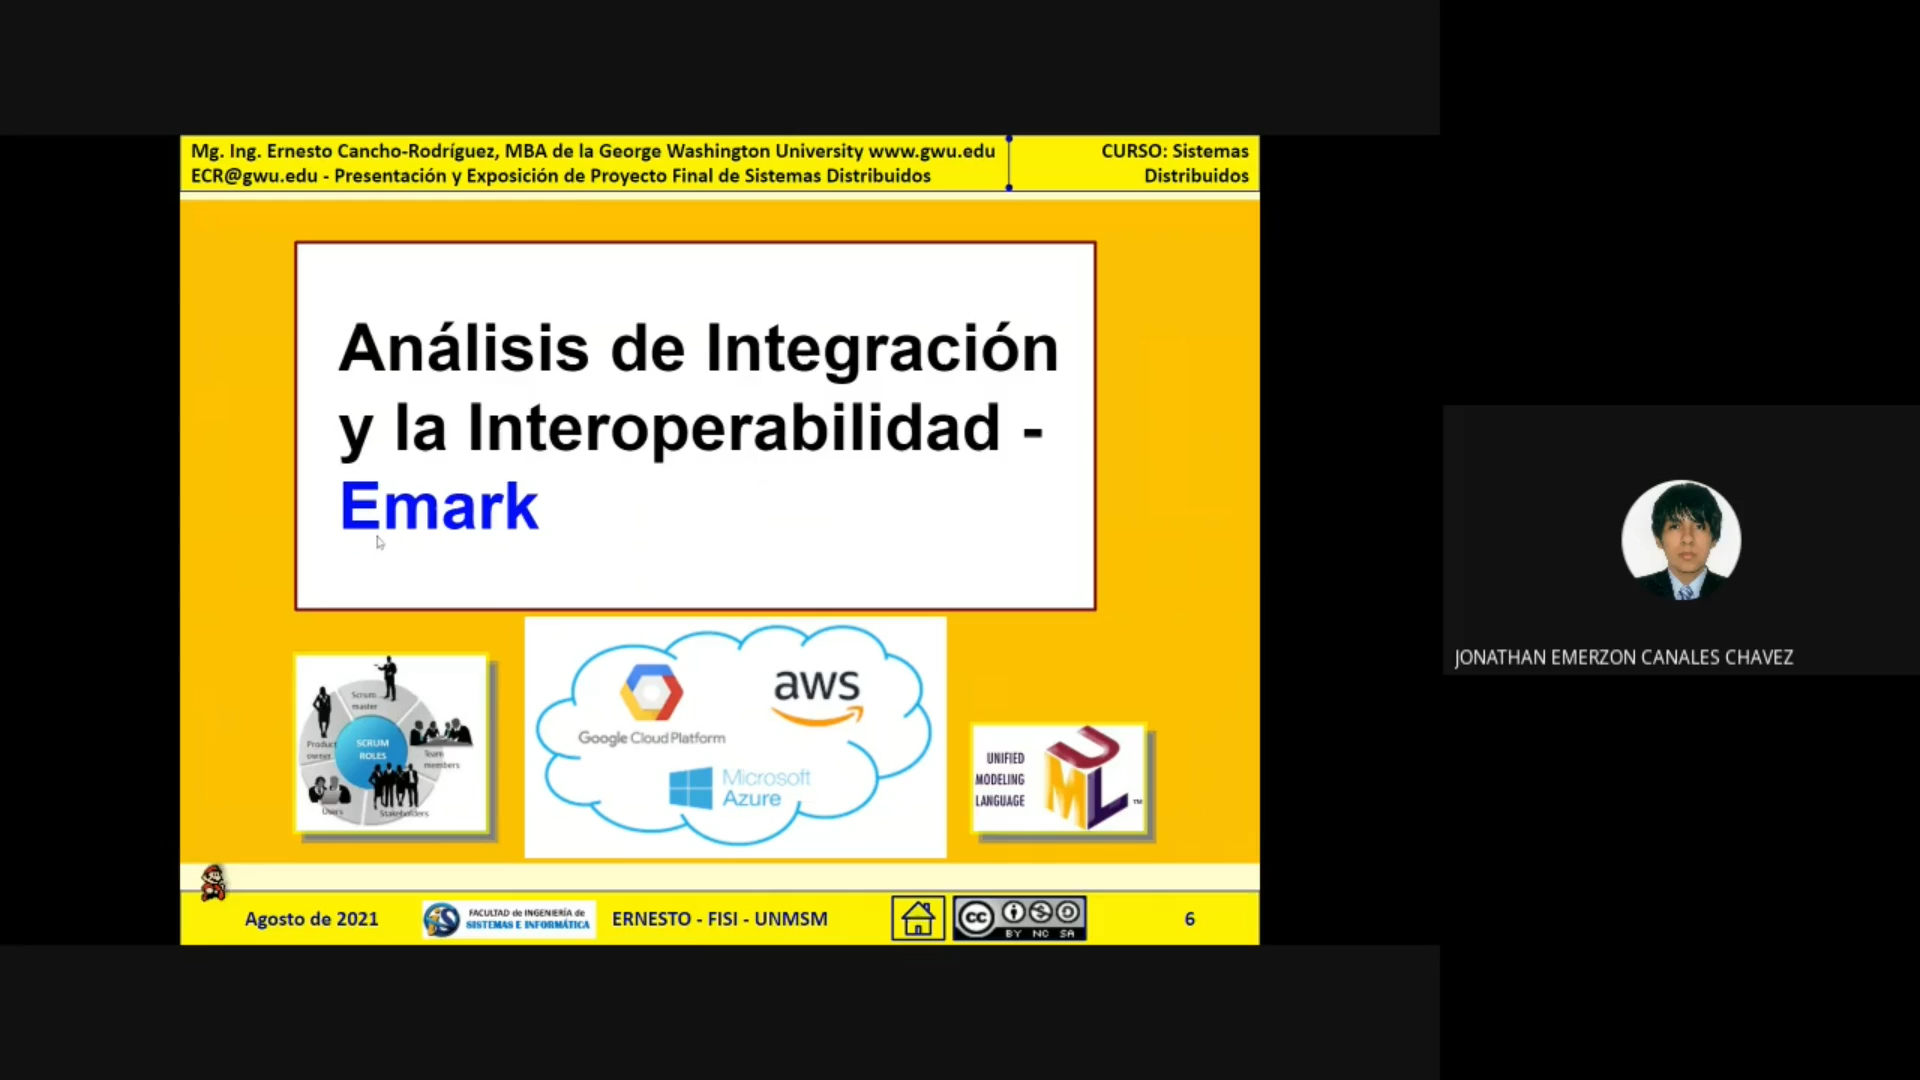 Mg. Ing. Ernesto Cancho-Rodríguez, MBA de la George Washington University www.gwu.edu
ECR@gwu.edu - Presentación y Exposición de Proyecto Final de Sistemas Distribuidos
CURSO: Sistemas
Distribuidos
Análisis de Integración
y la Interoperabilidad -
Emark
Scrum
master
Product
owner
SCRUM
ROLES
Team
members
Users
Stakeholders
Google Cloud Platform
aws
Microsoft
Azure
UNIFIED
MODELING
LANGUAGE
UML
TM
JONATHAN EMERZON CANALES CHAVEZ
Agosto de 2021
FACULTAD de INGENIERÍA de
SISTEMAS E INFORMÁTICA
ERNESTO - FISI - UNMSM
cc
BY NC SA
6